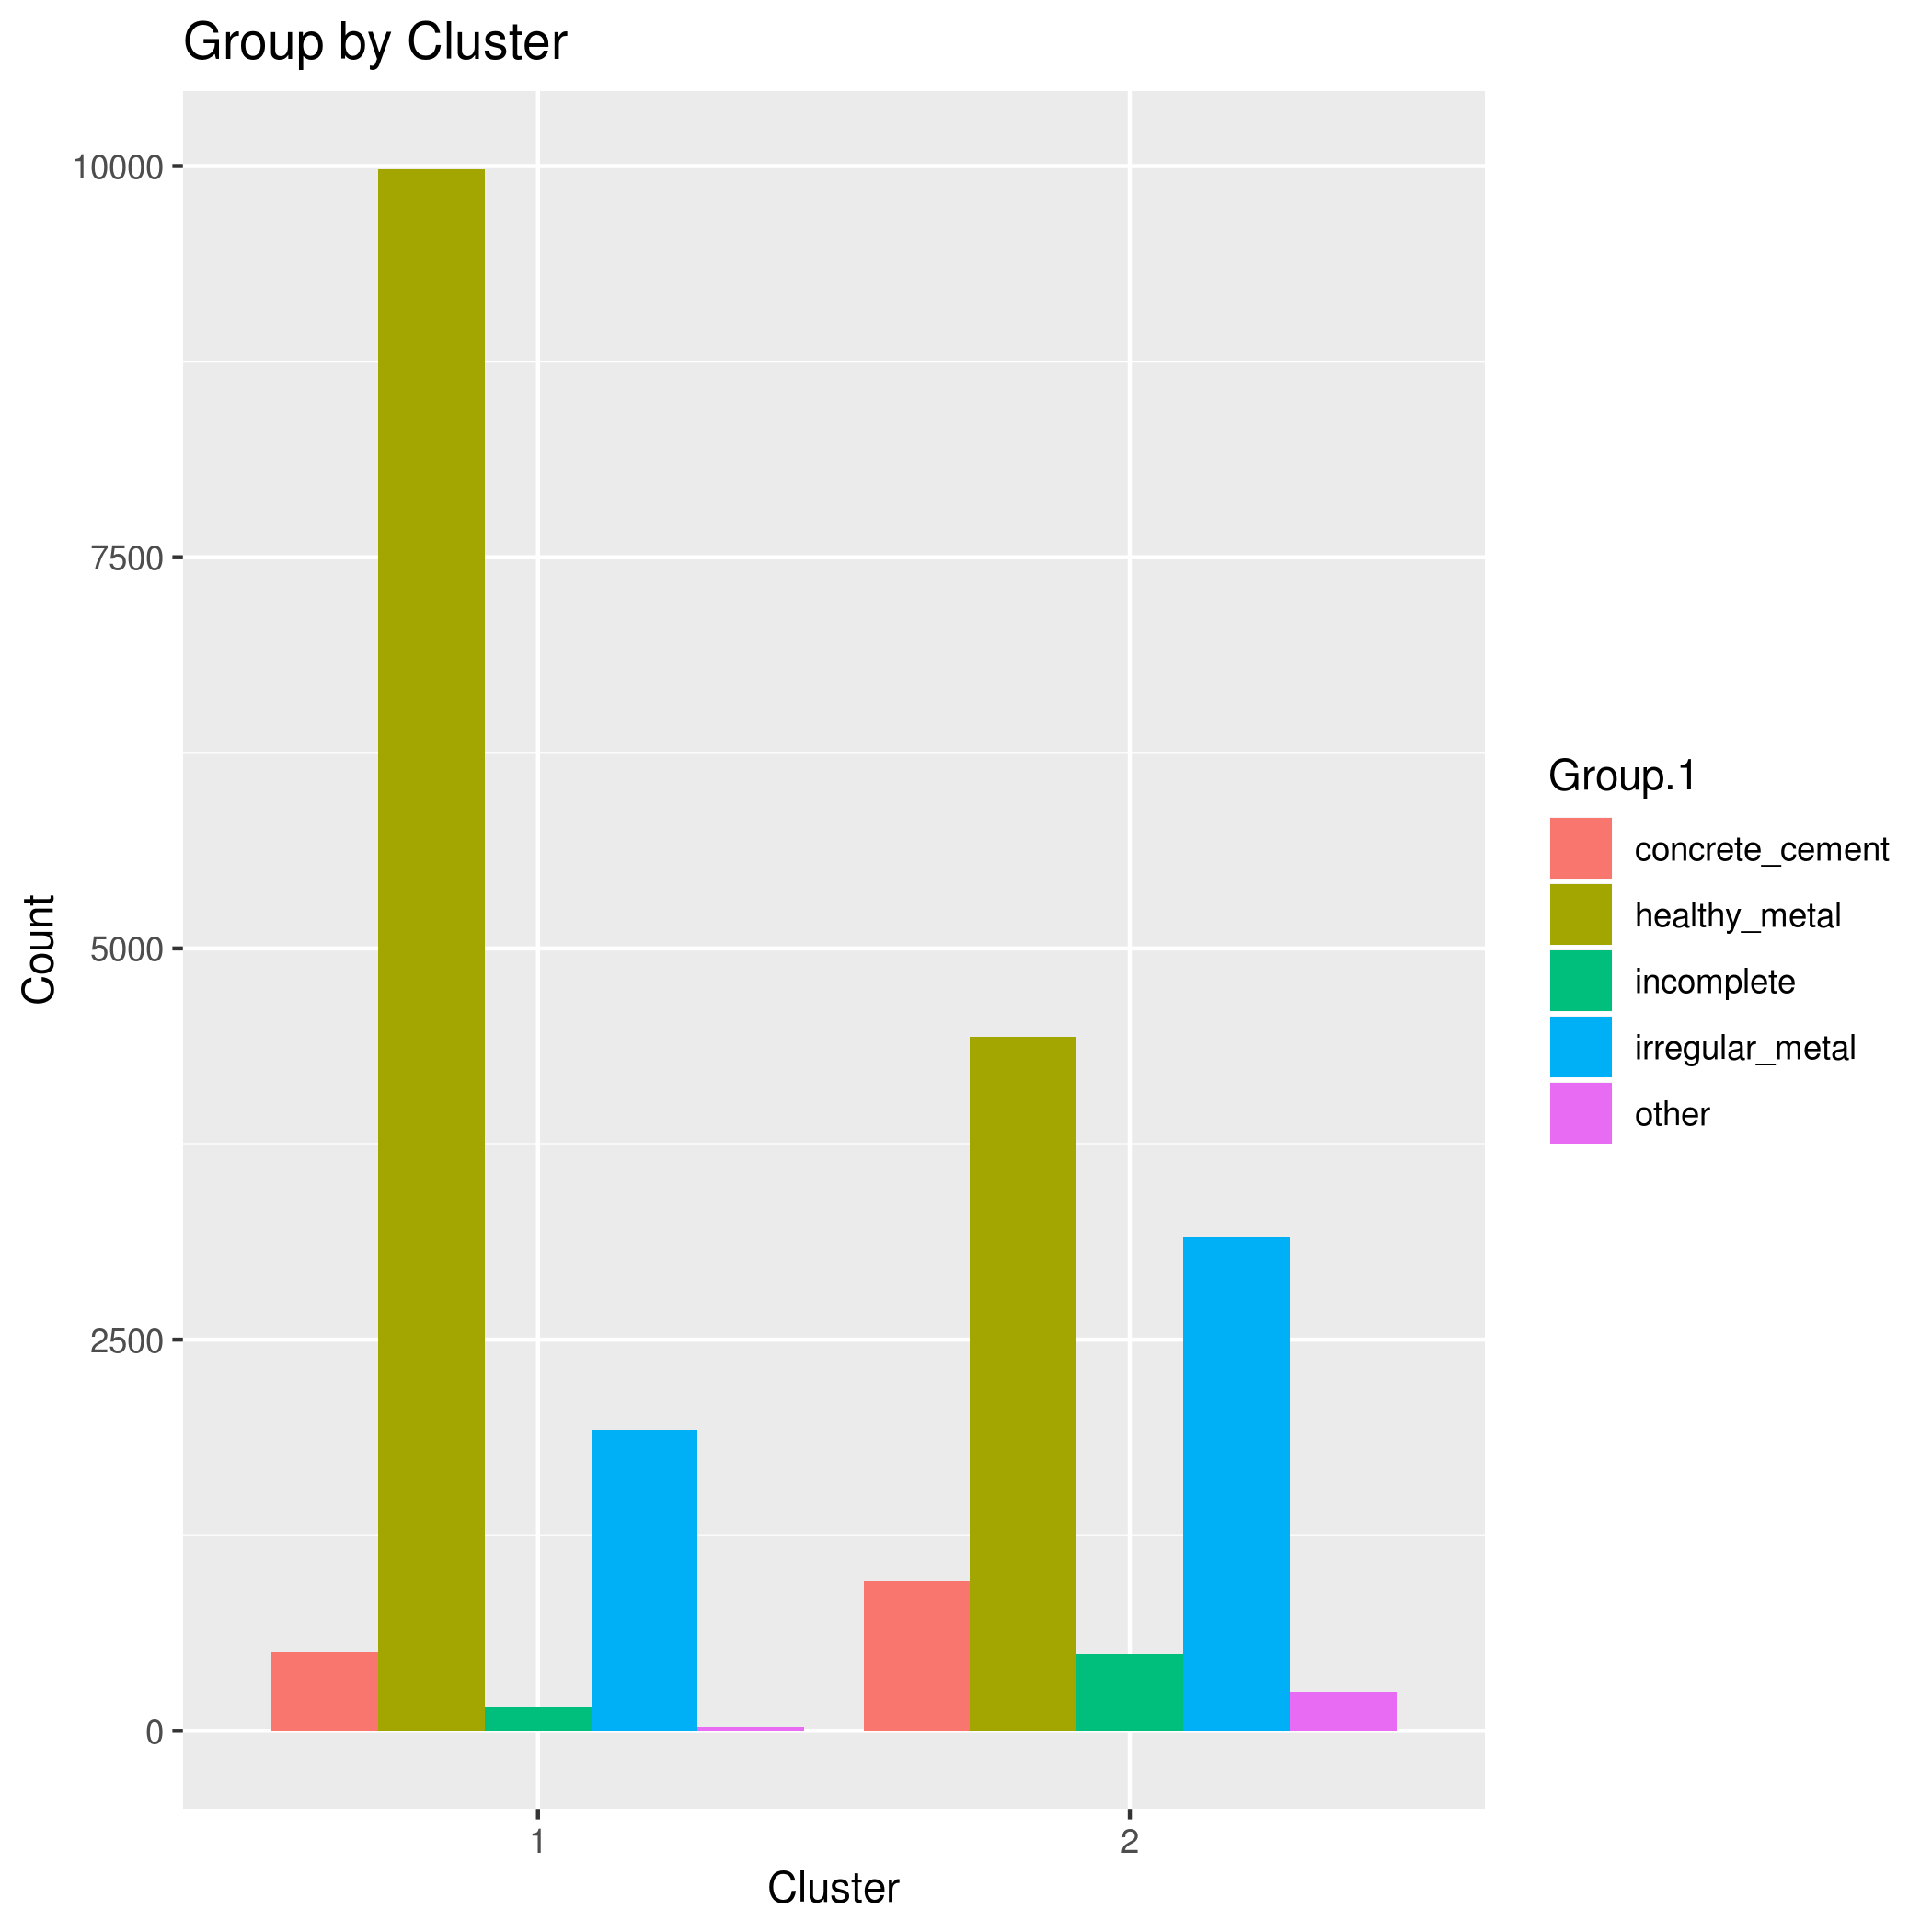 Group by Cluster
10000
7500
5000
2500
0
Count
1
2
Cluster
Group.1
concrete_cement
healthy_metal
incomplete
irregular_metal
other